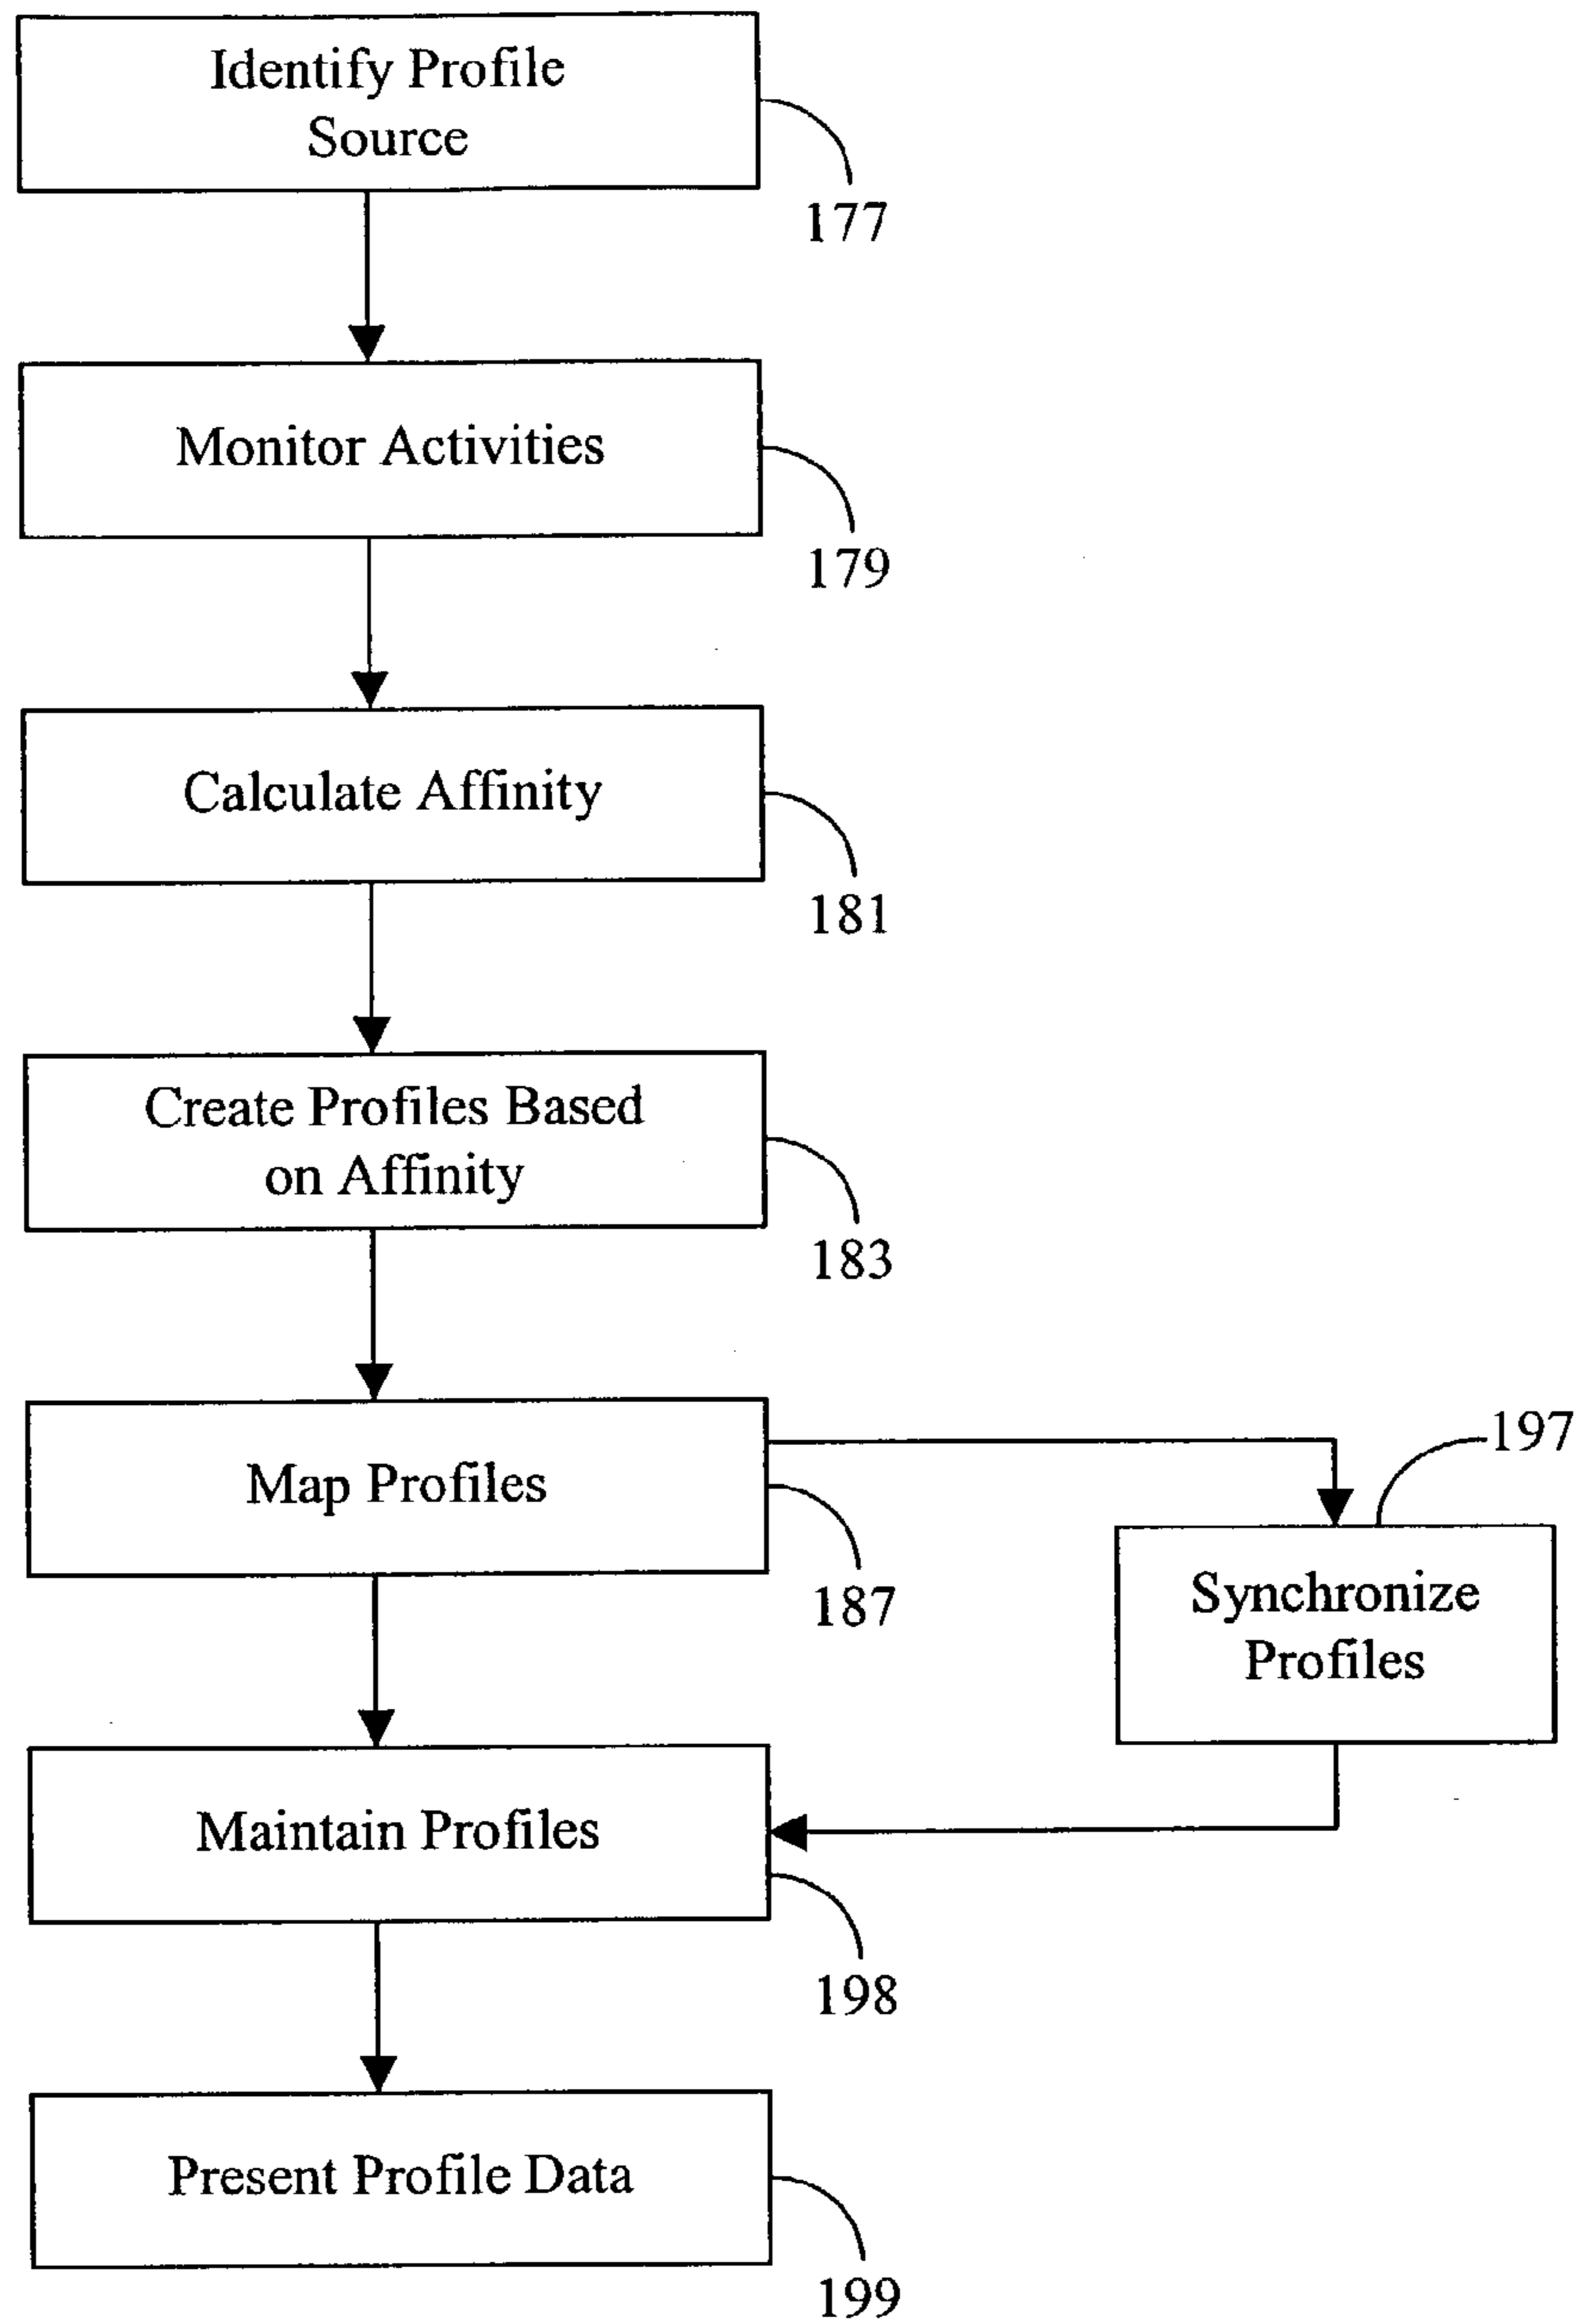 Identify Profile
Source
177
Monitor Activities
179
Calculate Affinity
181
Create Profiles Based
on Affinity
183
Map Profiles
187
197
Synchronize
Profiles
Maintain Profiles
198
Present Profile Data
199